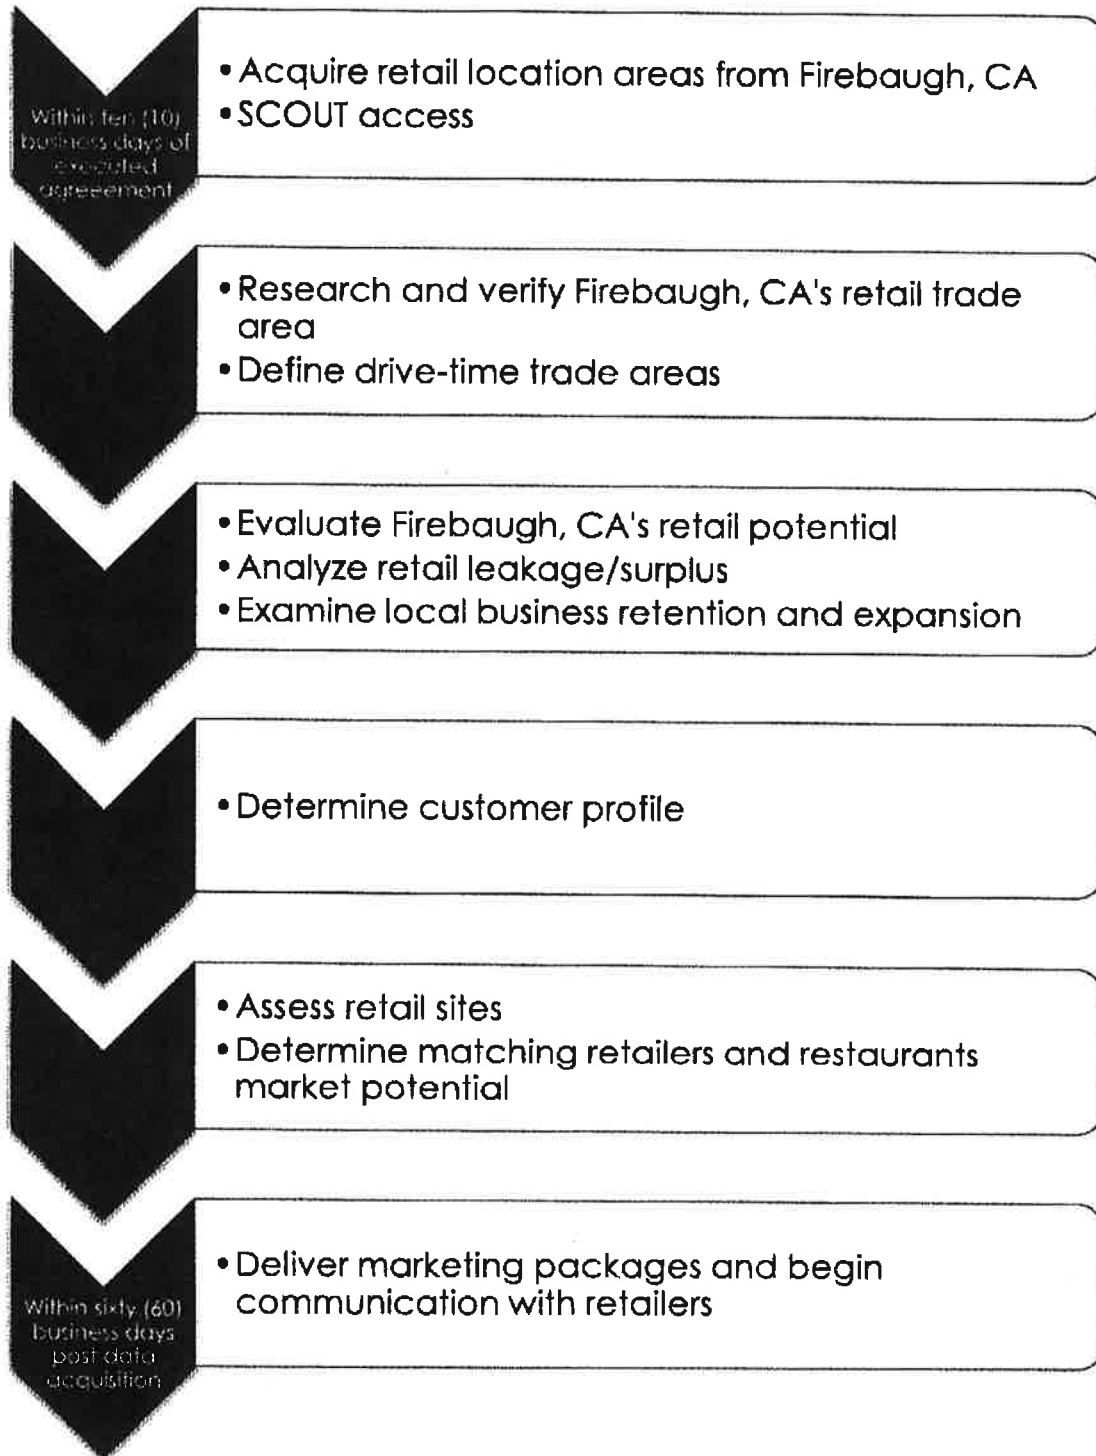 Within ten (10)
business days of
executed
agreeement
• Acquire retail location areas from Firebaugh, CA
• SCOUT access
• Research and verify Firebaugh, CA's retail trade
area
• Define drive-time trade areas
• Evaluate Firebaugh, CA's retail potential
• Analyze retail leakage/surplus
• Examine local business retention and expansion
• Determine customer profile
• Assess retail sites
• Determine matching retailers and restaurants
market potential
Within sixty (60)
business days
post data
acquisition
• Deliver marketing packages and begin
communication with retailers